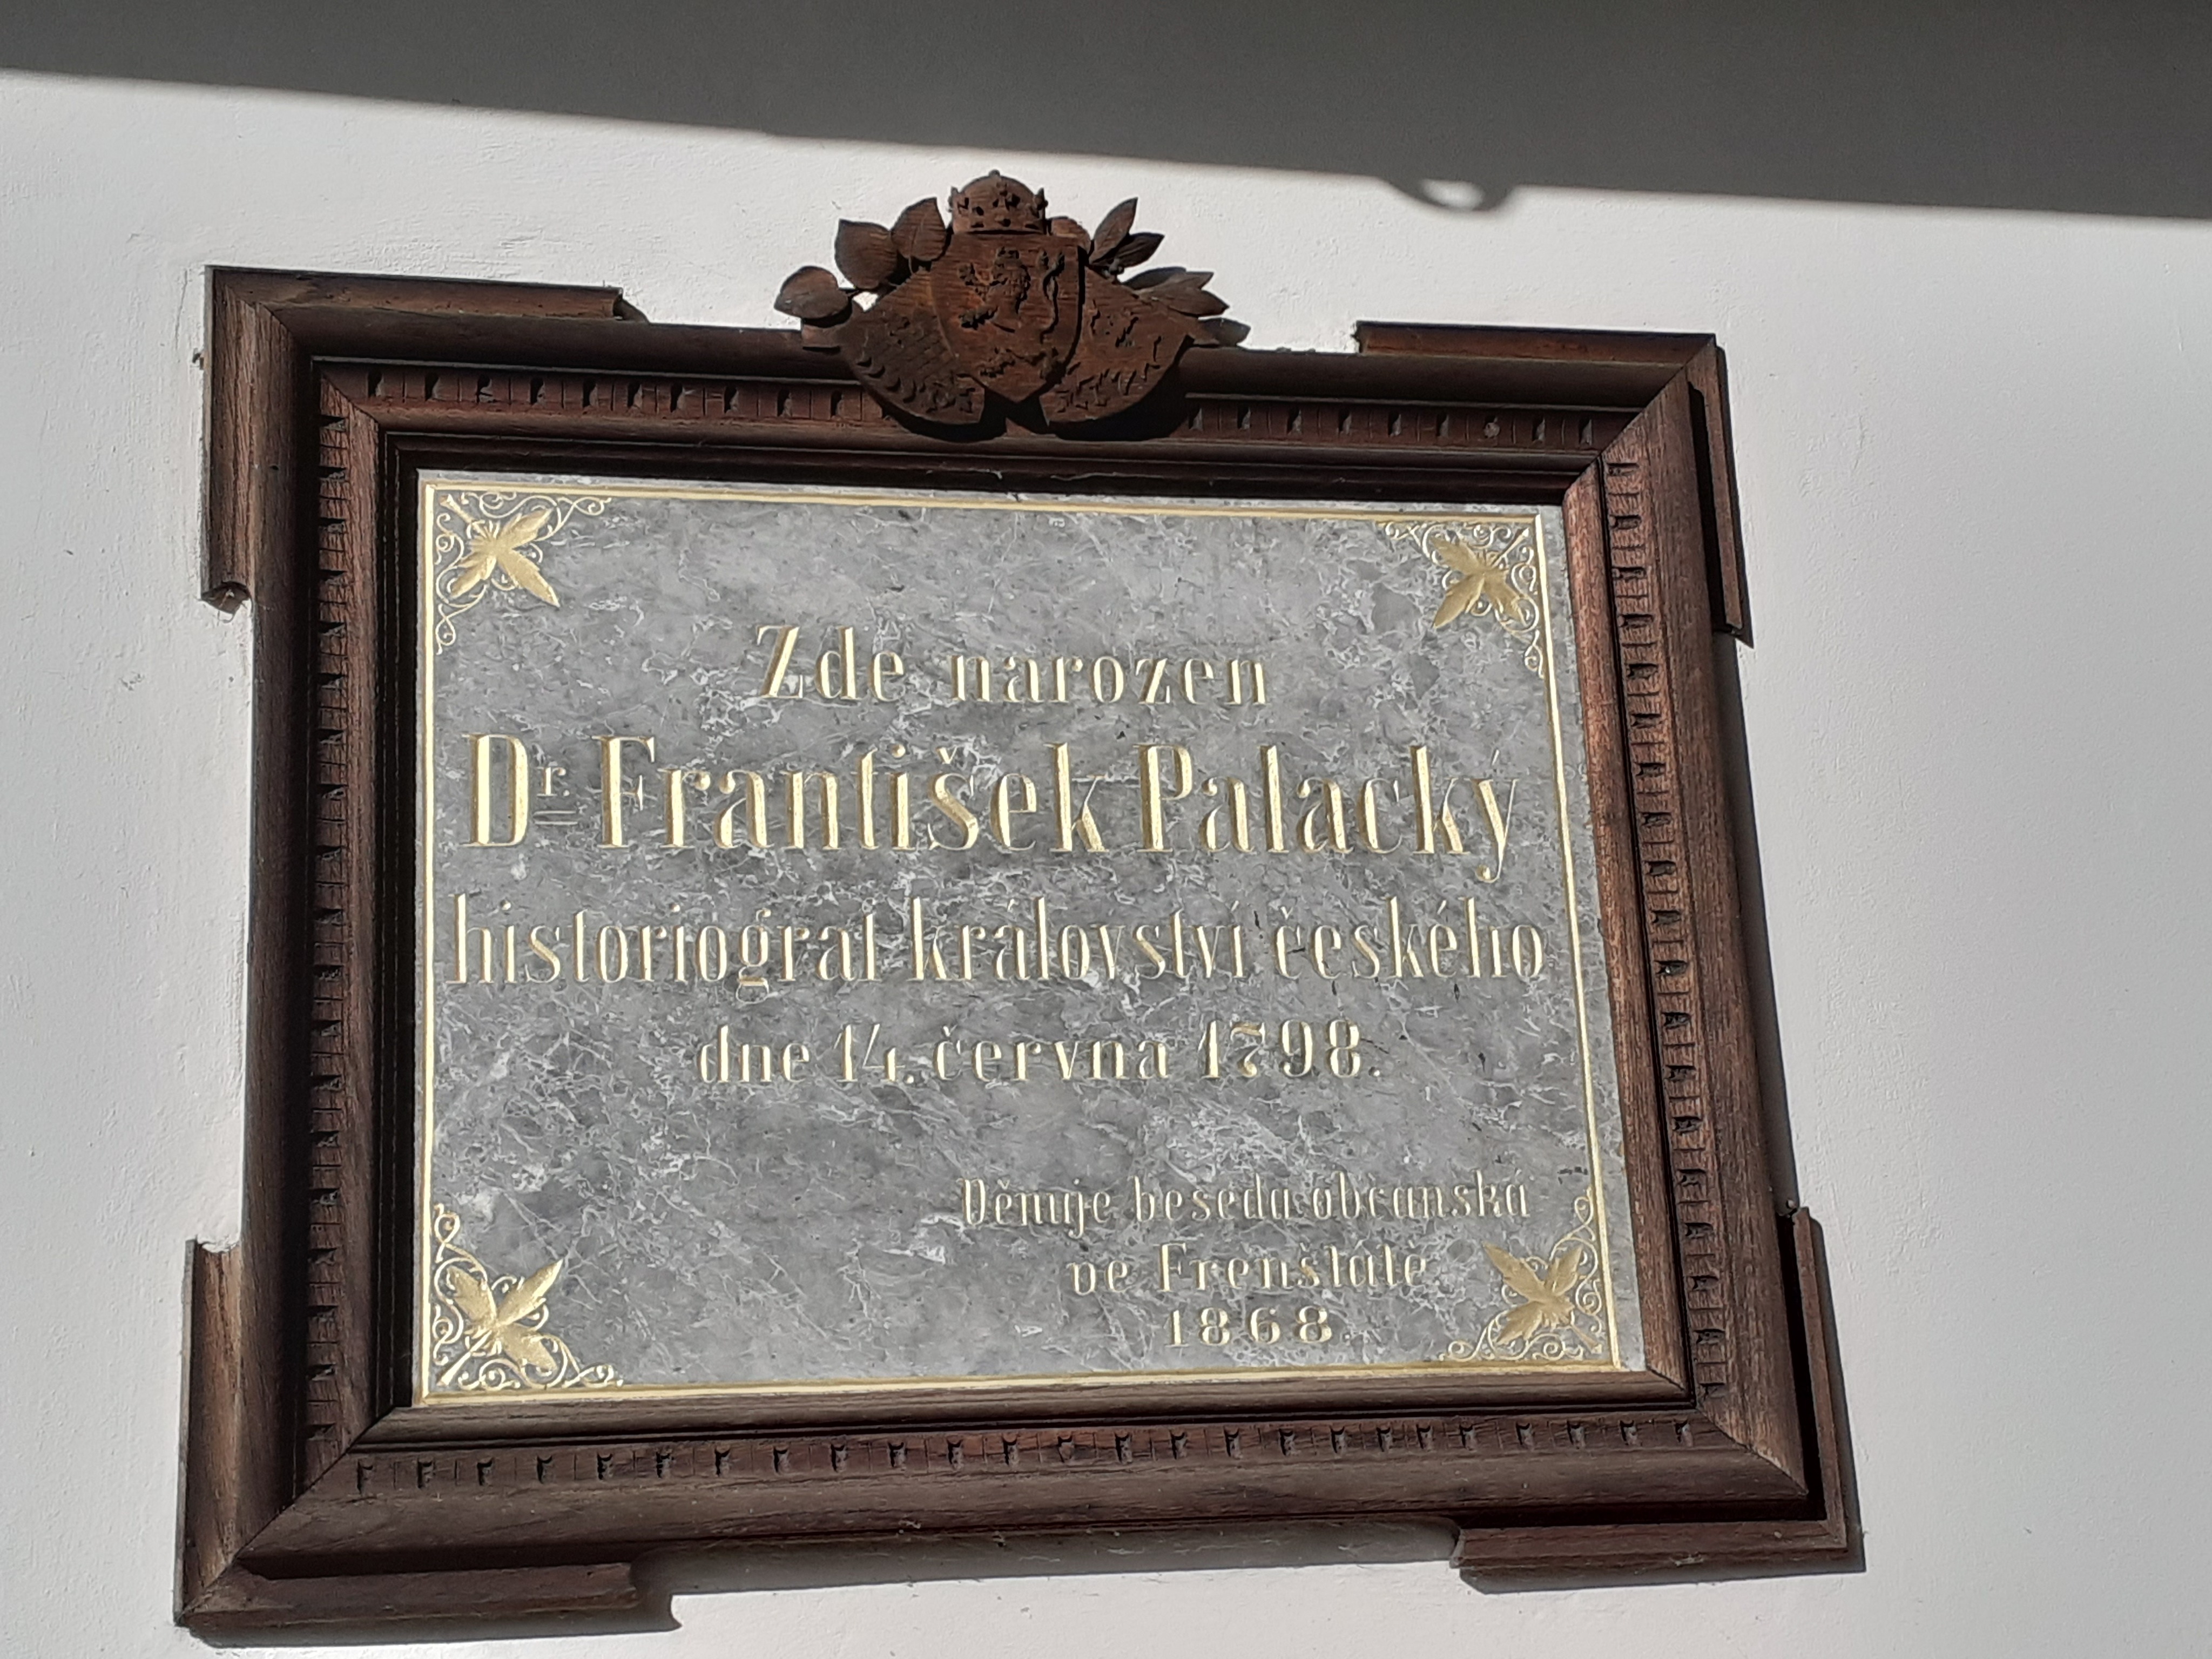 Zde narozen
Dr. František Palacký
historiograf království českého
dne 14. června 1798.
Věnuje beseda občanská
ve Frenštátě
1868.